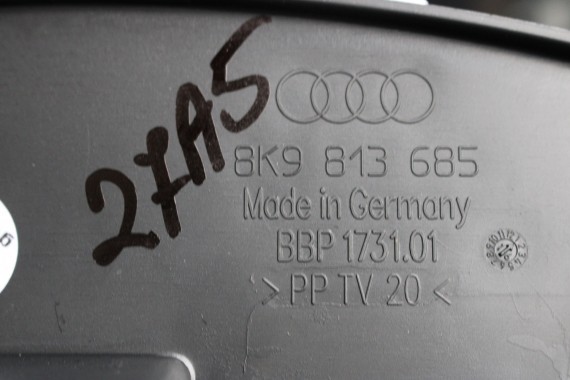 27A5
8K9 813 685
Made in Germany
BBP 1731.01
> PP TV 20 <